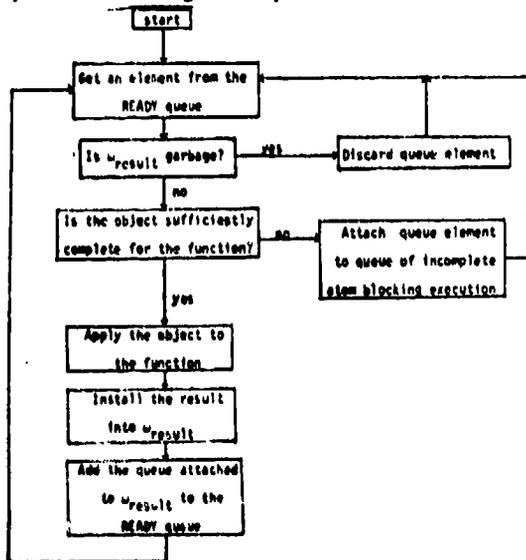 start
Get an element from the
READY queue
Is ωresult garbage?
yes
Discard queue element
no
Is the object sufficiently
complete for the function?
no
Attach queue element
to queue of incomplete
atom blocking execution
yes
Apply the object to
the function
Install the result
into ωresult
Add the queue attached
to ωresult to the
READY queue